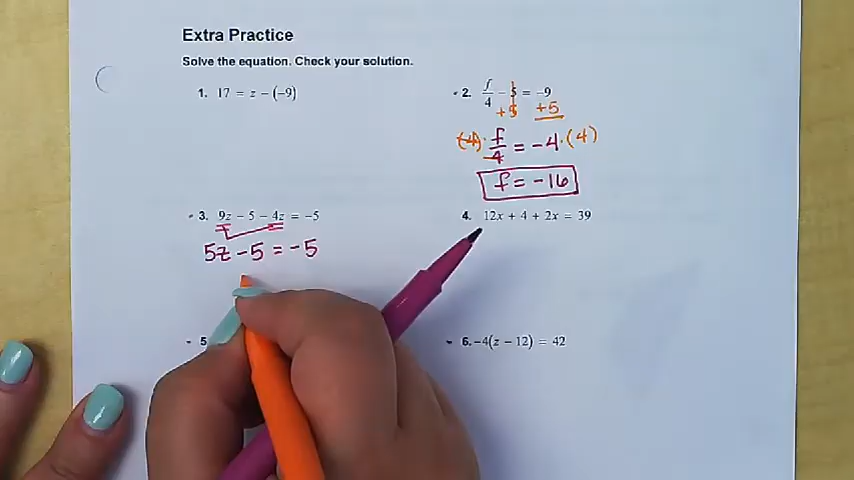 Extra Practice
Solve the equation. Check your solution.
1. 17 = z − (−9)
2. f/4 − 5 = −9
+5 +5
(4) · f/4 = −4 · (4)
f = −16
3. 9z − 5 − 4z = −5
5z − 5 = −5
4. 12x + 4 + 2x = 39
5
6. −4(z − 12) = 42